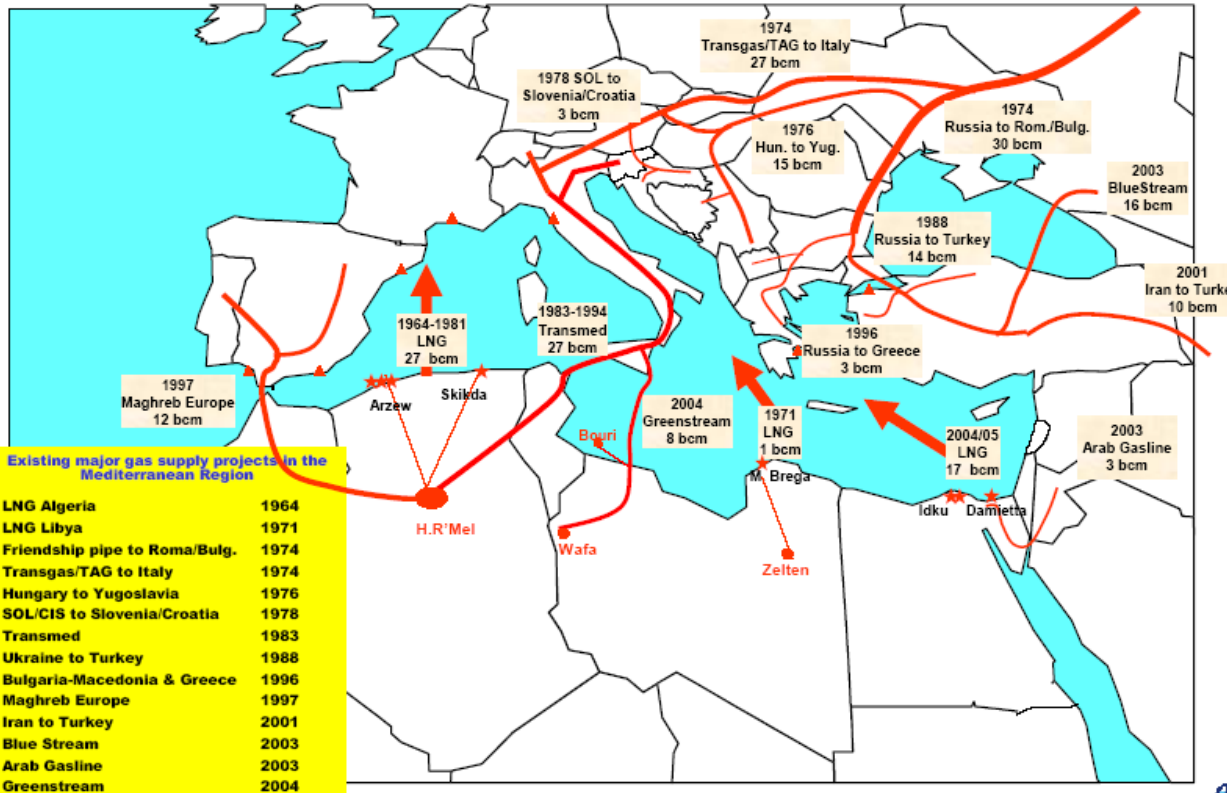 1974
Transgas/TAG to Italy
27 bcm
1978 SOL to
Slovenia/Croatia
3 bcm
1974
Russia to Rom./Bulg.
30 bcm
1976
Hun. to Yug.
15 bcm
2003
BlueStream
16 bcm
1988
Russia to Turkey
14 bcm
2001
Iran to Turke
10 bcm
1964-1981
LNG
27 bcm
1983-1994
Transmed
27 bcm
1996
Russia to Greece
3 bcm
1997
Maghreb Europe
12 bcm
Arzew
Skikda
2004
Greenstream
8 bcm
1971
LNG
1 bcm
2004/05
LNG
17 bcm
2003
Arab Gasline
3 bcm
Bouri
M. Brega
Idku
Damietta
H.R'Mel
Wafa
Zelten
Existing major gas supply projects in the
Mediterranean Region
LNG Algeria 1964
LNG Libya 1971
Friendship pipe to Roma/Bulg. 1974
Transgas/TAG to Italy 1974
Hungary to Yugoslavia 1976
SOL/CIS to Slovenia/Croatia 1978
Transmed 1983
Ukraine to Turkey 1988
Bulgaria-Macedonia & Greece 1996
Maghreb Europe 1997
Iran to Turkey 2001
Blue Stream 2003
Arab Gasline 2003
Greenstream 2004